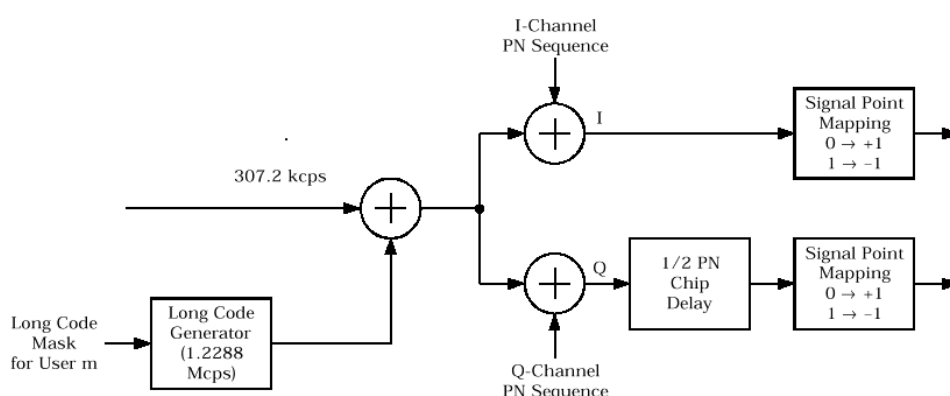 I-Channel
PN Sequence
I
Signal Point
Mapping
0 → +1
1 → –1
307.2 kcps
Q
1/2 PN
Chip
Delay
Signal Point
Mapping
0 → +1
1 → –1
Long Code
Mask
for User m
Long Code
Generator
(1.2288
Mcps)
Q-Channel
PN Sequence